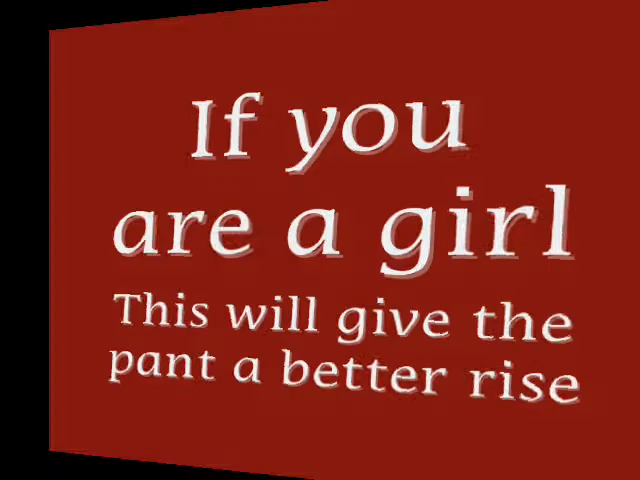 If you
are a girl
This will give the
pant a better rise